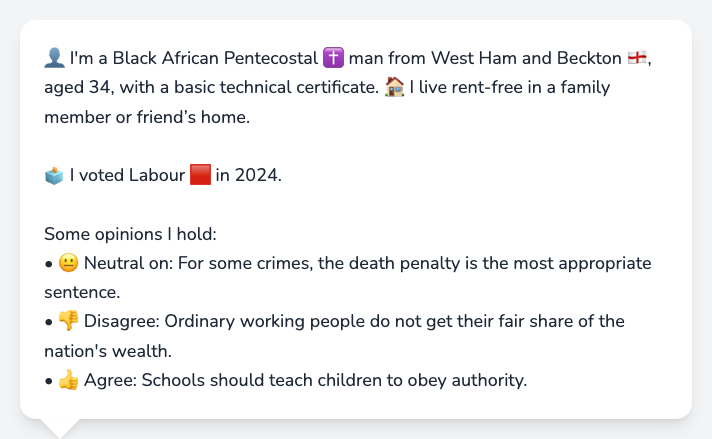 👤 I'm a Black African Pentecostal ✝️ man from West Ham and Beckton 🏴󠁧󠁢󠁥󠁮󠁧󠁿,
aged 34, with a basic technical certificate. 🏠 I live rent-free in a family
member or friend’s home.
🗳️ I voted Labour 🟥 in 2024.
Some opinions I hold:
• 😐 Neutral on: For some crimes, the death penalty is the most appropriate
sentence.
• 👎 Disagree: Ordinary working people do not get their fair share of the
nation's wealth.
• 👍 Agree: Schools should teach children to obey authority.